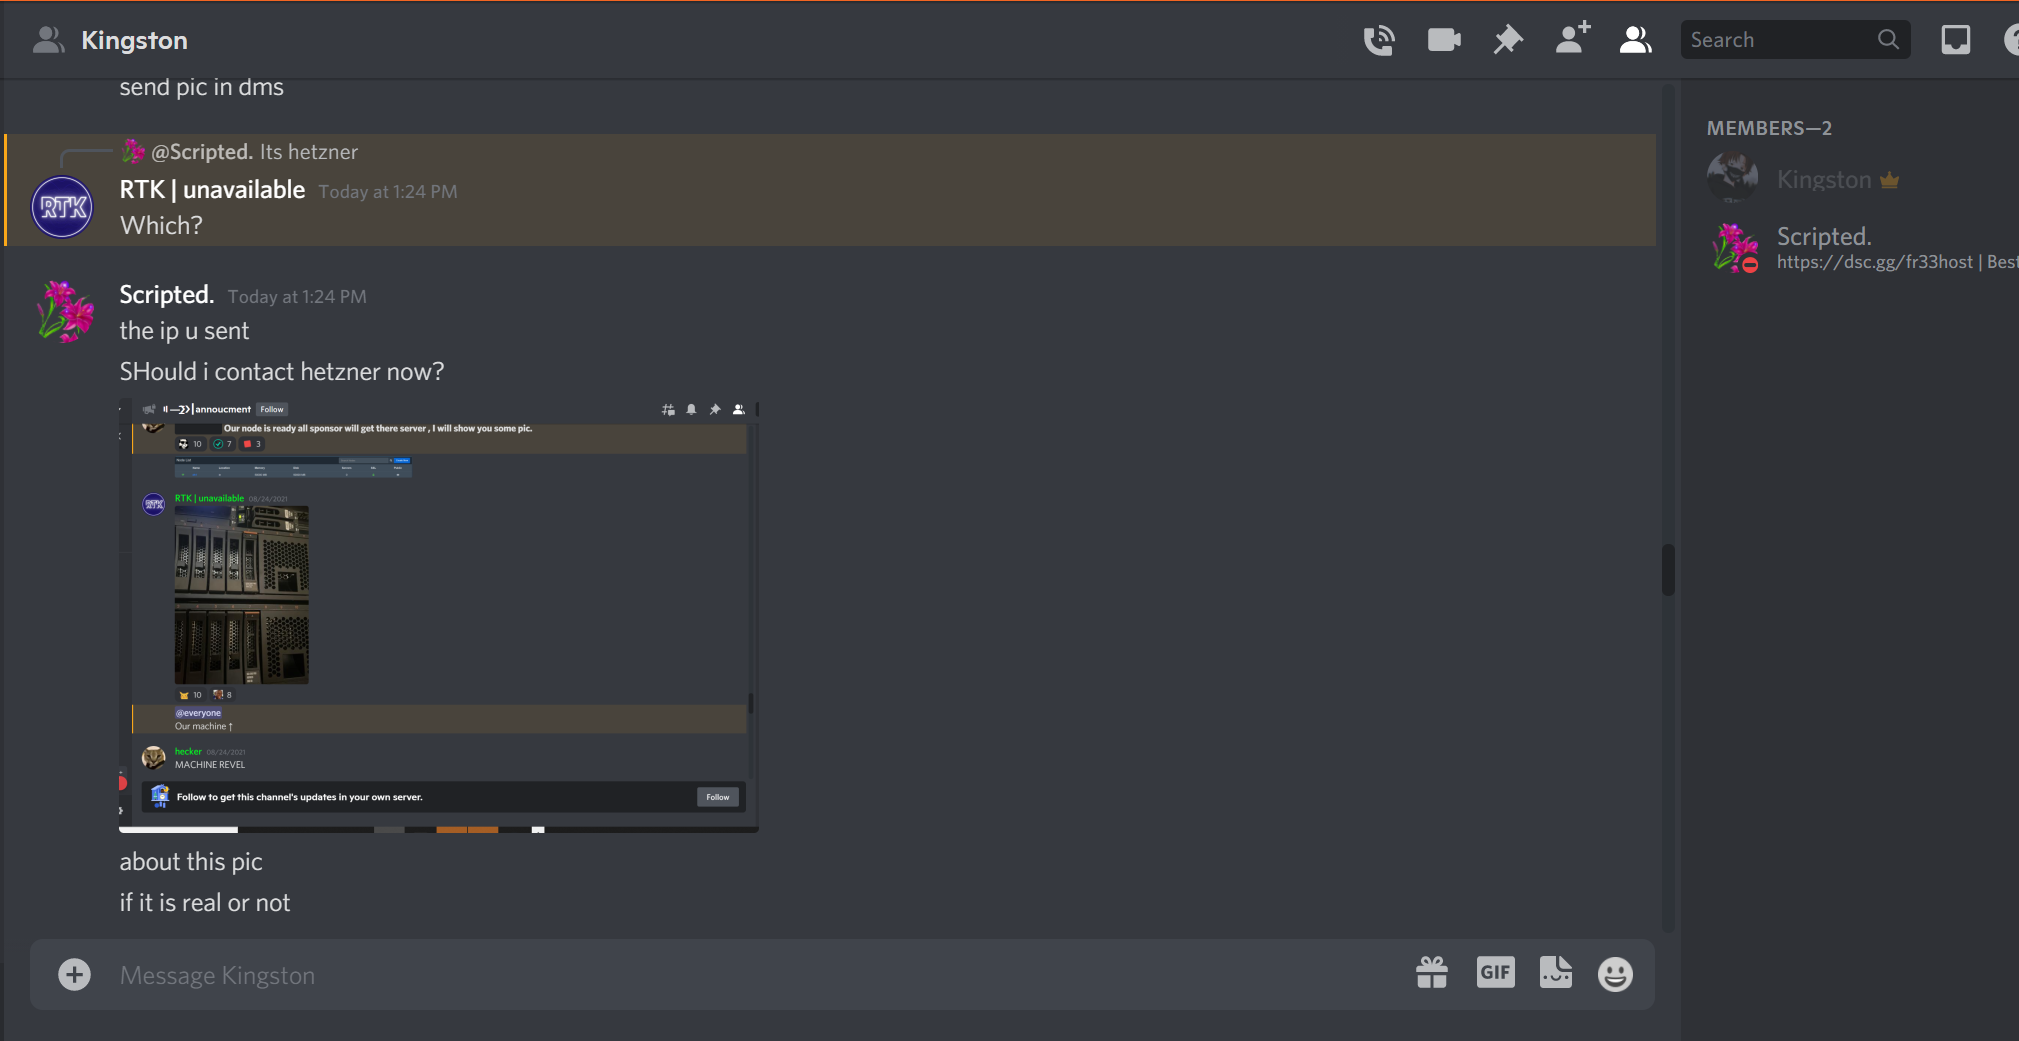 Kingston
Search
send pic in dms
@Scripted. Its hetzner
RTK
RTK | unavailable Today at 1:24 PM
Which?
Scripted. Today at 1:24 PM
the ip u sent
SHould i contact hetzner now?
annoucment Follow
Our node is ready all sponsor will get there server , I will show you some pic.
10 7 3
RTK | unavailable 08/24/2021
10 8
@everyone
Our machine ↑
hecker 08/24/2021
MACHINE REVEL
Follow to get this channel's updates in your own server. Follow
about this pic
if it is real or not
Message Kingston
GIF
MEMBERS—2
Kingston
Scripted.
https://dsc.gg/fr33host | Best